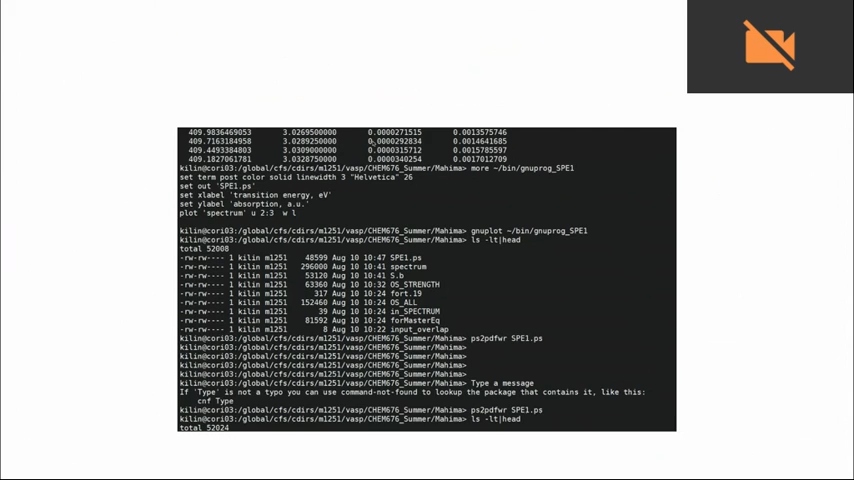 409.9836469053 3.0269500000 0.0000271515 0.0013575746
409.7163184958 3.0289250000 0.0000292834 0.0014641685
409.4493384803 3.0309000000 0.0000315712 0.0015785597
409.1827061781 3.0328750000 0.0000340254 0.0017012709
kilin@cori03:/global/cfs/cdirs/m1251/vasp/CHEM676_Summer/Mahima> more ~/bin/gnuprog_SPE1
set term post color solid linewidth 3 "Helvetica" 26
set out 'SPE1.ps'
set xlabel 'transition energy, eV'
set ylabel 'absorption, a.u.'
plot 'spectrum' u 2:3 w l
kilin@cori03:/global/cfs/cdirs/m1251/vasp/CHEM676_Summer/Mahima> gnuplot ~/bin/gnuprog_SPE1
kilin@cori03:/global/cfs/cdirs/m1251/vasp/CHEM676_Summer/Mahima> ls -lt|head
total 52008
-rw-rw---- 1 kilin m1251 48599 Aug 10 10:47 SPE1.ps
-rw-rw---- 1 kilin m1251 296000 Aug 10 10:41 spectrum
-rw-rw---- 1 kilin m1251 53120 Aug 10 10:41 S.b
-rw-rw---- 1 kilin m1251 63360 Aug 10 10:32 OS_STRENGTH
-rw-rw---- 1 kilin m1251 317 Aug 10 10:24 fort.19
-rw-rw---- 1 kilin m1251 152460 Aug 10 10:24 OS_ALL
-rw-rw---- 1 kilin m1251 39 Aug 10 10:24 in_SPECTRUM
-rw-rw---- 1 kilin m1251 81592 Aug 10 10:24 forMasterEq
-rw-rw---- 1 kilin m1251 8 Aug 10 10:22 input_overlap
kilin@cori03:/global/cfs/cdirs/m1251/vasp/CHEM676_Summer/Mahima> ps2pdfwr SPE1.ps
kilin@cori03:/global/cfs/cdirs/m1251/vasp/CHEM676_Summer/Mahima>
kilin@cori03:/global/cfs/cdirs/m1251/vasp/CHEM676_Summer/Mahima>
kilin@cori03:/global/cfs/cdirs/m1251/vasp/CHEM676_Summer/Mahima>
kilin@cori03:/global/cfs/cdirs/m1251/vasp/CHEM676_Summer/Mahima>
kilin@cori03:/global/cfs/cdirs/m1251/vasp/CHEM676_Summer/Mahima> Type a message
If 'Type' is not a typo you can use command-not-found to lookup the package that contains it, like this:
cnf Type
kilin@cori03:/global/cfs/cdirs/m1251/vasp/CHEM676_Summer/Mahima> ps2pdfwr SPE1.ps
kilin@cori03:/global/cfs/cdirs/m1251/vasp/CHEM676_Summer/Mahima> ls -lt|head
total 52024